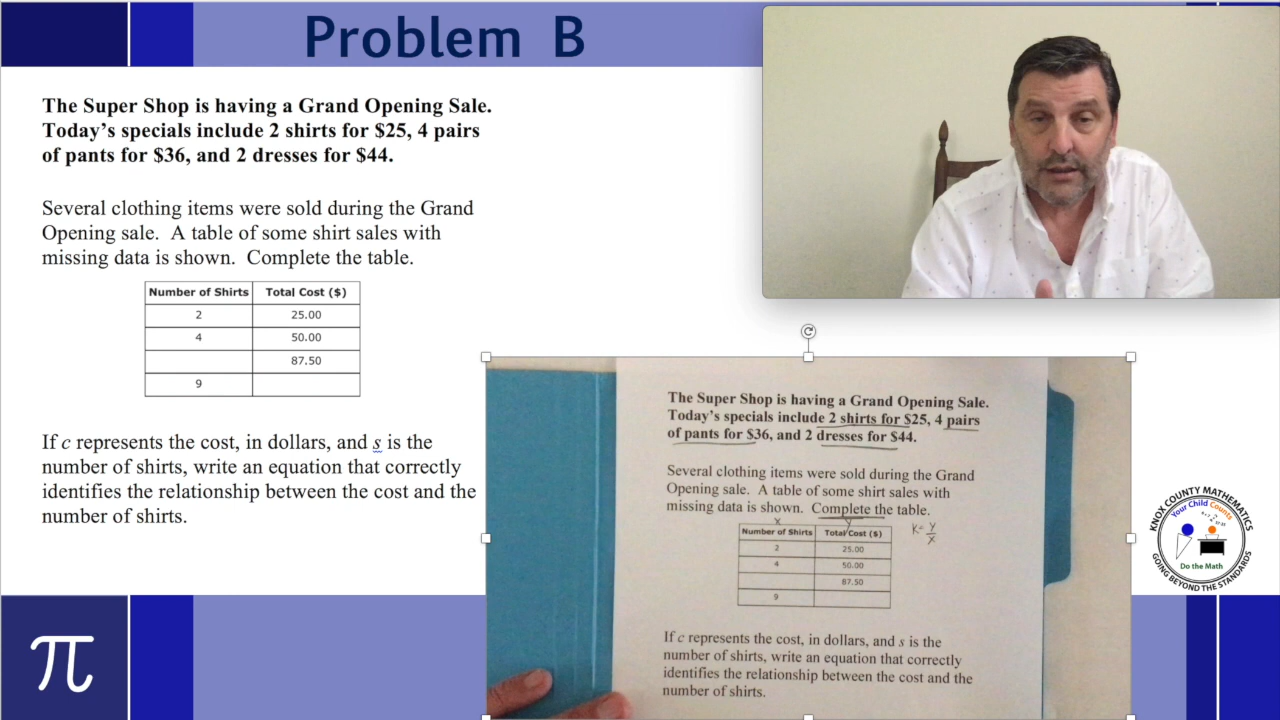 Problem B
The Super Shop is having a Grand Opening Sale.
Today's specials include 2 shirts for $25, 4 pairs
of pants for $36, and 2 dresses for $44.
Several clothing items were sold during the Grand
Opening sale. A table of some shirt sales with
missing data is shown. Complete the table.
Number of Shirts Total Cost ($)
2 25.00
4 50.00
87.50
9
If c represents the cost, in dollars, and s is the
number of shirts, write an equation that correctly
identifies the relationship between the cost and the
number of shirts.
π
The Super Shop is having a Grand Opening Sale.
Today's specials include 2 shirts for $25, 4 pairs
of pants for $36, and 2 dresses for $44.
Several clothing items were sold during the Grand
Opening sale. A table of some shirt sales with
missing data is shown. Complete the table.
x y
K= y/x
Number of Shirts Total Cost ($)
2 25.00
4 50.00
87.50
9
If c represents the cost, in dollars, and s is the
number of shirts, write an equation that correctly
identifies the relationship between the cost and the
number of shirts.
KNOX COUNTY MATHEMATICS
Your Child Counts
Do the Math
GOING BEYOND THE STANDARDS